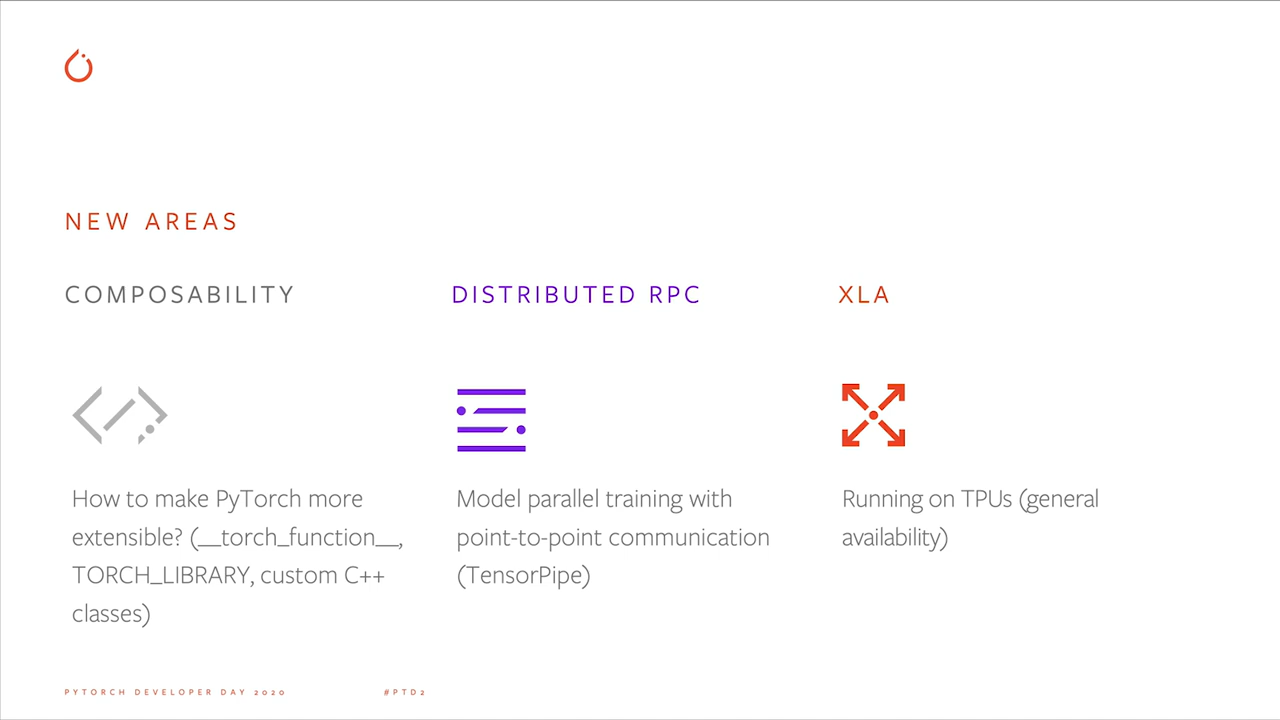 NEW AREAS
COMPOSABILITY
How to make PyTorch more
extensible? (__torch_function__,
TORCH_LIBRARY, custom C++
classes)
DISTRIBUTED RPC
Model parallel training with
point-to-point communication
(TensorPipe)
XLA
Running on TPUs (general
availability)
PYTORCH DEVELOPER DAY 2020
#PTD2